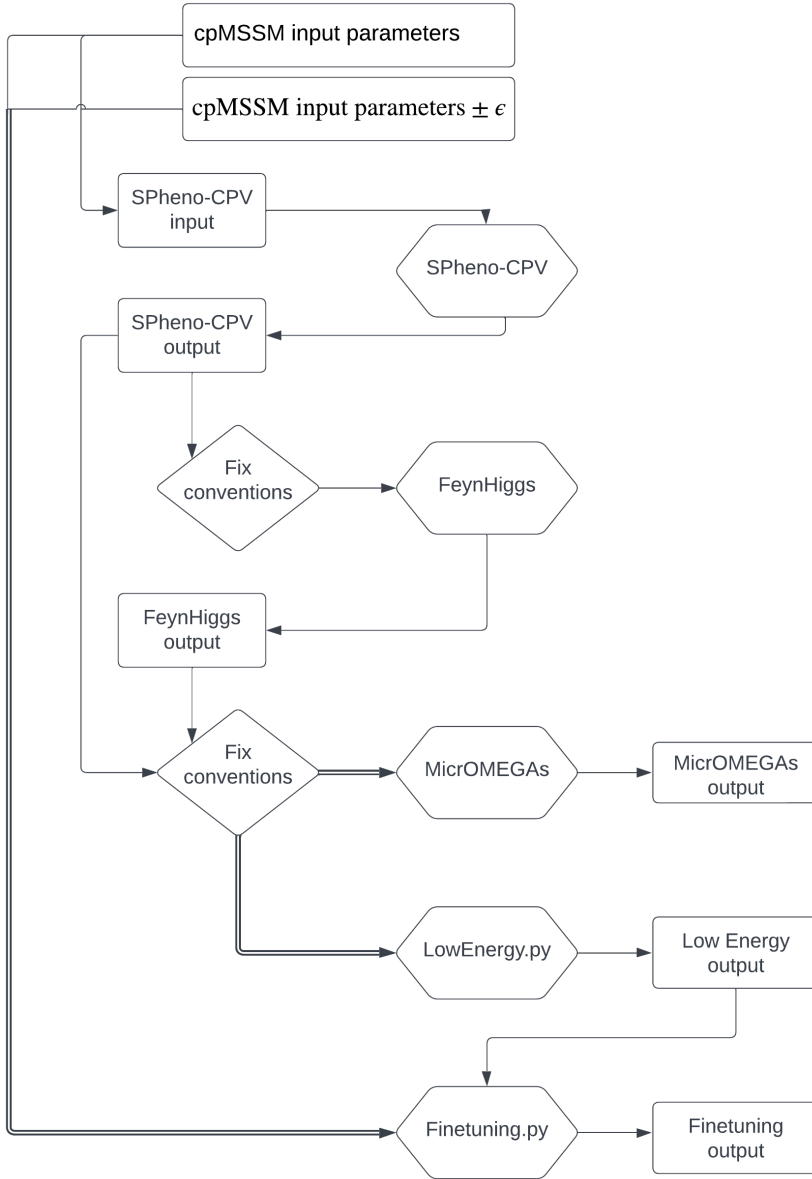 cpMSSM input parameters
cpMSSM input parameters ± ϵ
SPheno-CPV
input
SPheno-CPV
SPheno-CPV
output
Fix
conventions
FeynHiggs
FeynHiggs
output
Fix
conventions
MicrOMEGAs
MicrOMEGAs
output
LowEnergy.py
Low Energy
output
Finetuning.py
Finetuning
output